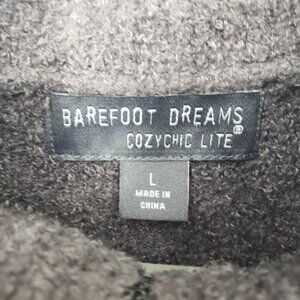 BAREFOOT DREAMS®
COZYCHIC LITE
L
MADE IN
CHINA